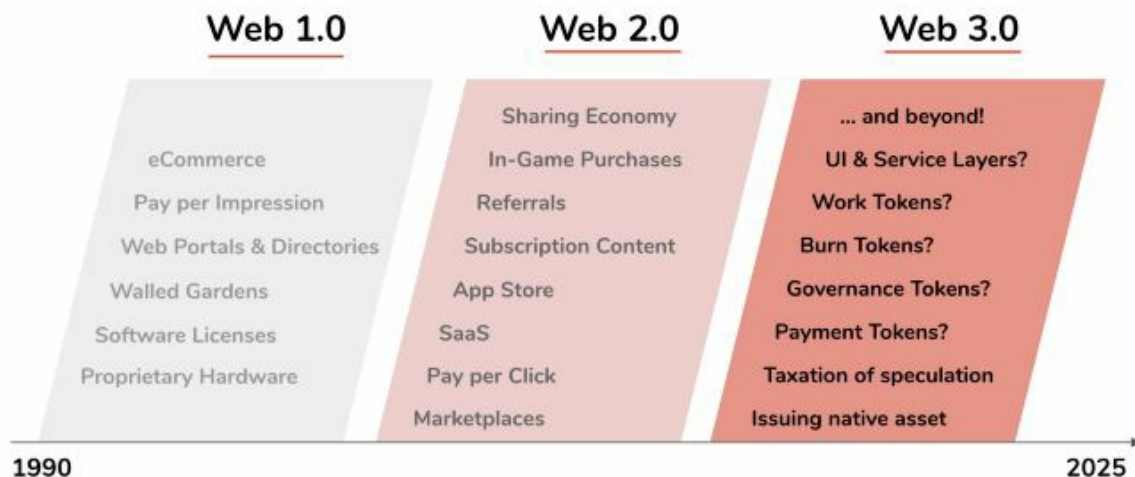 Web 1.0
Web 2.0
Web 3.0
eCommerce
Pay per Impression
Web Portals & Directories
Walled Gardens
Software Licenses
Proprietary Hardware
Sharing Economy
In-Game Purchases
Referrals
Subscription Content
App Store
SaaS
Pay per Click
Marketplaces
... and beyond!
UI & Service Layers?
Work Tokens?
Burn Tokens?
Governance Tokens?
Payment Tokens?
Taxation of speculation
Issuing native asset
1990
2025